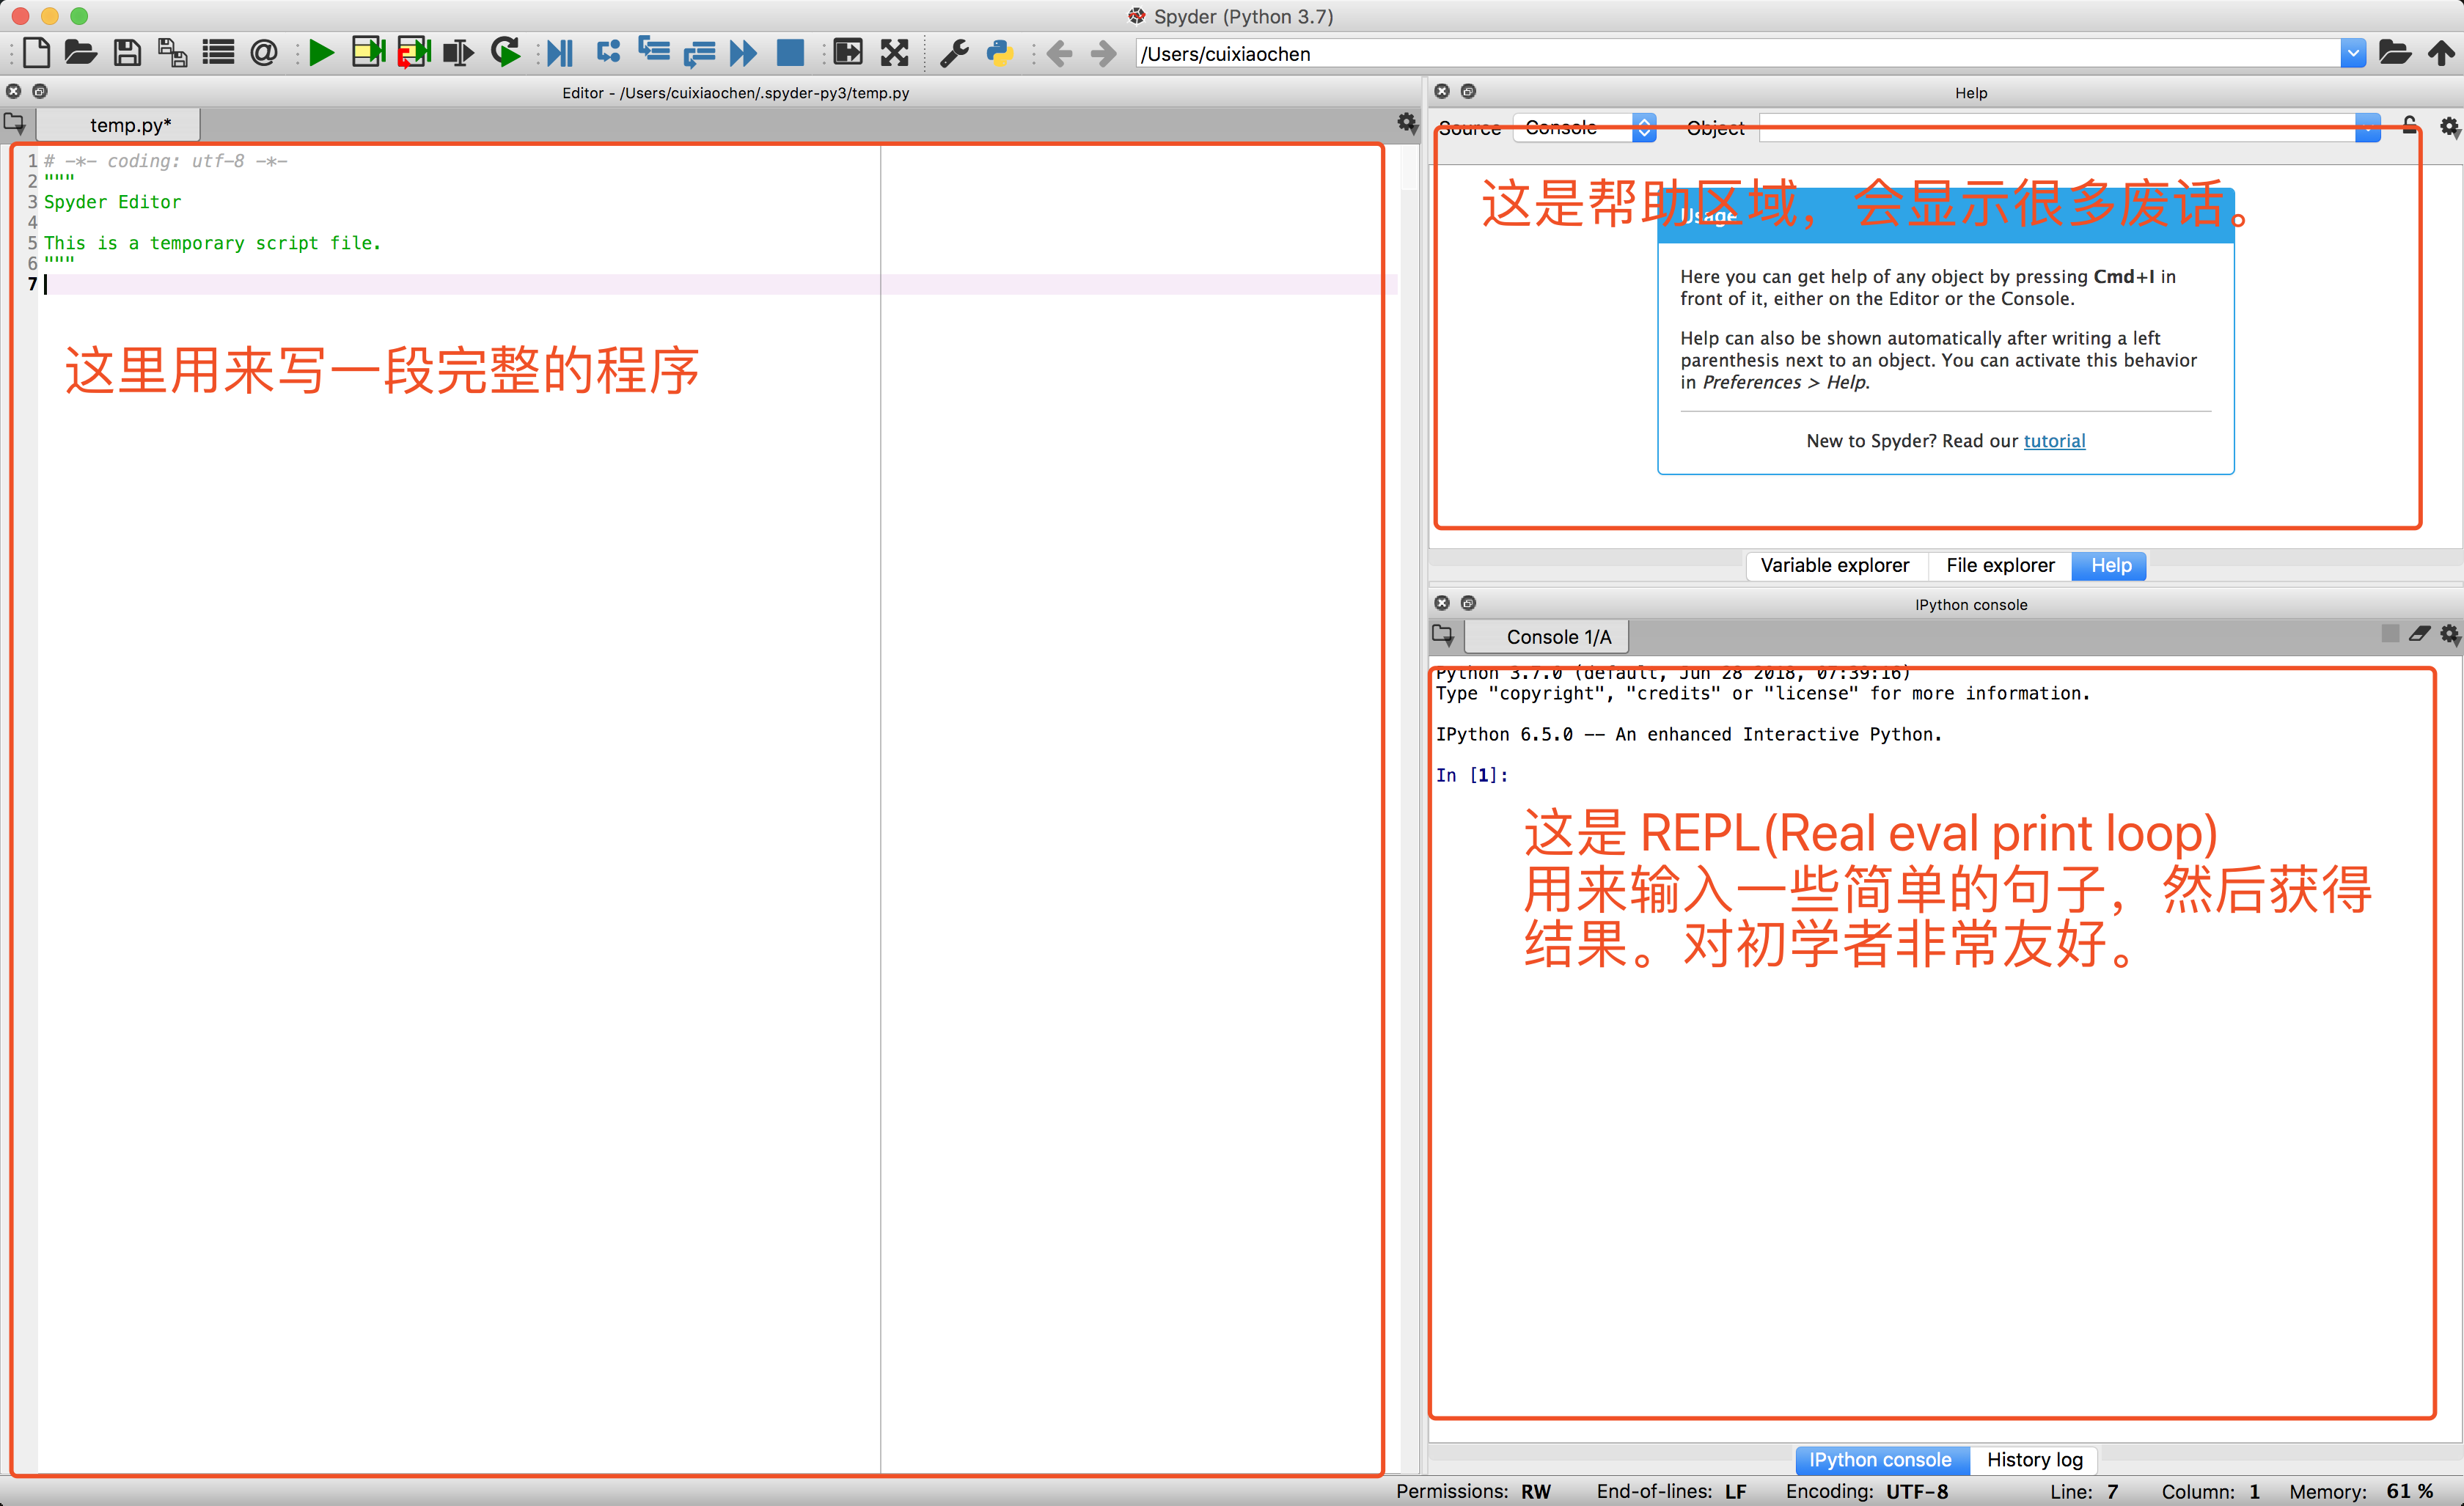 Spyder (Python 3.7)
/Users/cuixiaochen
Editor - /Users/cuixiaochen/.spyder-py3/temp.py
temp.py*
1 # -*- coding: utf-8 -*-
2 """
3 Spyder Editor
4
5 This is a temporary script file.
6 """
7
这里用来写一段完整的程序
Help
Source Console Object
这是帮助区域，会显示很多废话。
Usage
Here you can get help of any object by pressing Cmd+I in
front of it, either on the Editor or the Console.
Help can also be shown automatically after writing a left
parenthesis next to an object. You can activate this behavior
in Preferences > Help.
New to Spyder? Read our tutorial
Variable explorer File explorer Help
IPython console
Console 1/A
Python 3.7.0 (default, Jun 28 2018, 07:39:16)
Type "copyright", "credits" or "license" for more information.
IPython 6.5.0 -- An enhanced Interactive Python.
In [1]:
这是 REPL(Real eval print loop)
用来输入一些简单的句子，然后获得
结果。对初学者非常友好。
IPython console History log
Permissions: RW End-of-lines: LF Encoding: UTF-8 Line: 7 Column: 1 Memory: 61 %